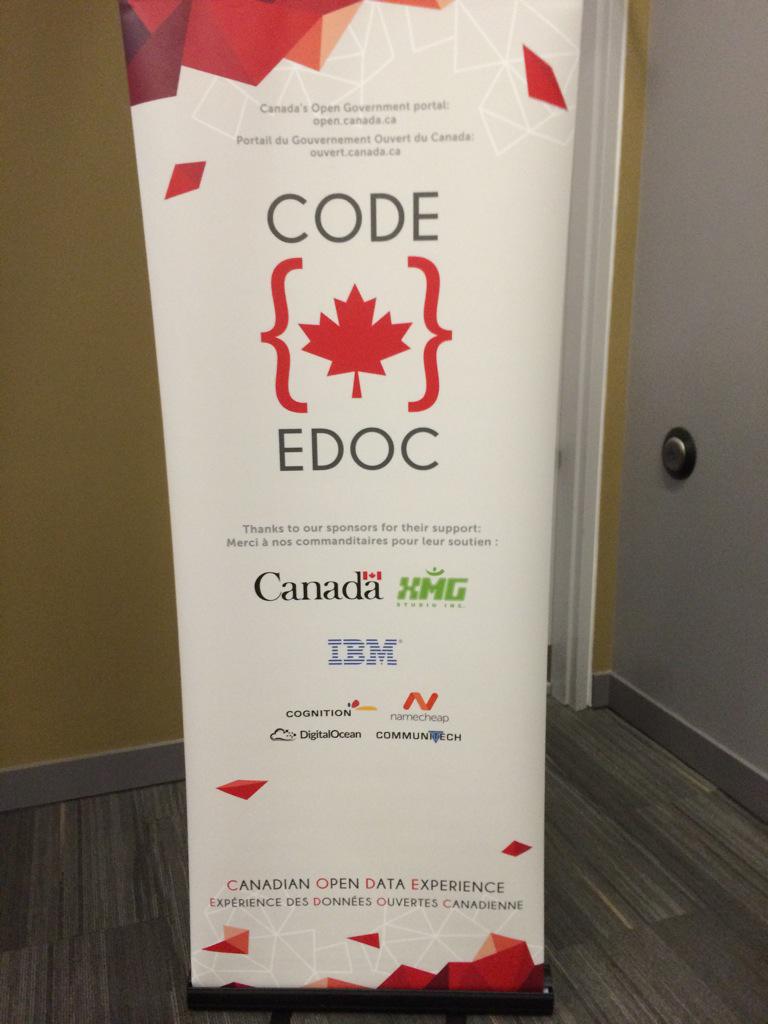 Canada's Open Government portal:
open.canada.ca
Portail du Gouvernement Ouvert du Canada:
ouvert.canada.ca
CODE
{ }
EDOC
Thanks to our sponsors for their support:
Merci à nos commanditaires pour leur soutien :
Canada XMG
STUDIO INC.
IBM®
COGNITION namecheap
DigitalOcean COMMUNITECH
CANADIAN OPEN DATA EXPERIENCE
EXPÉRIENCE DES DONNÉES OUVERTES CANADIENNE